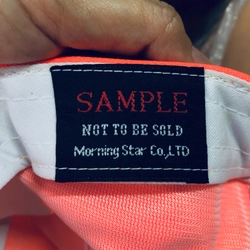 SAMPLE
NOT TO BE SOLD
Morning Star Co.,LTD